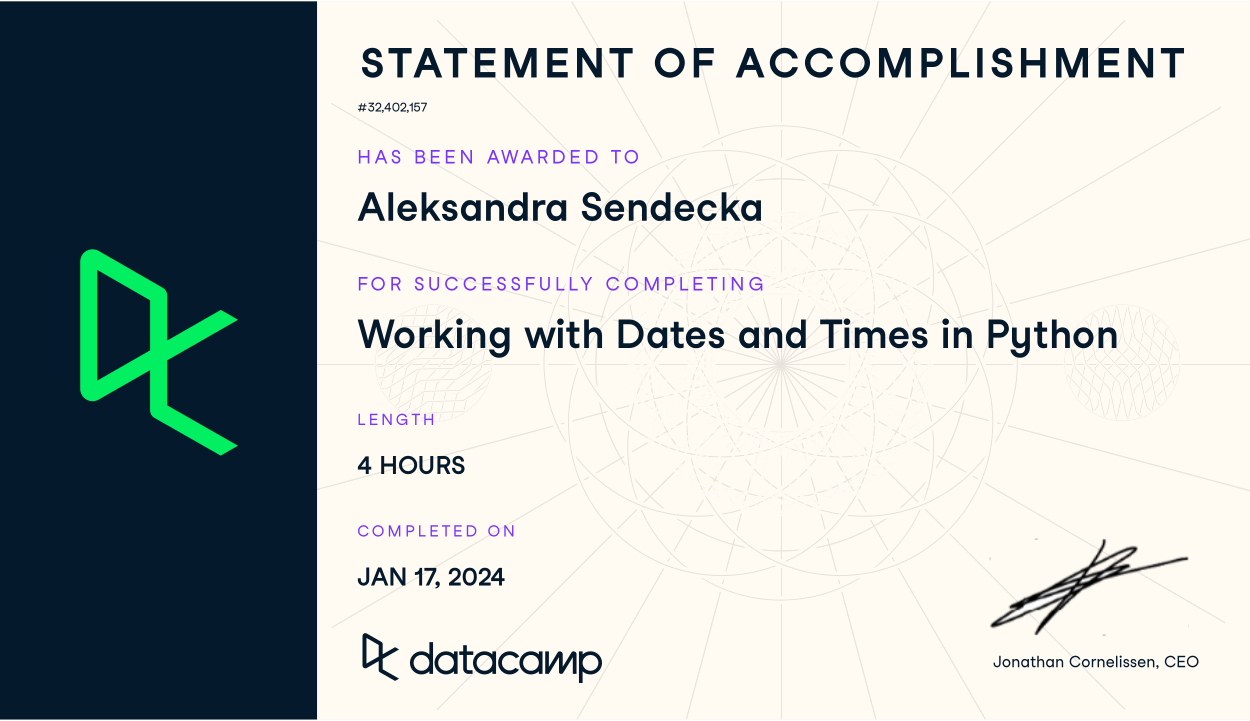 STATEMENT OF ACCOMPLISHMENT
#32,402,157
HAS BEEN AWARDED TO
Aleksandra Sendecka
FOR SUCCESSFULLY COMPLETING
Working with Dates and Times in Python
LENGTH
4 HOURS
COMPLETED ON
JAN 17, 2024
datacamp
Jonathan Cornelissen, CEO